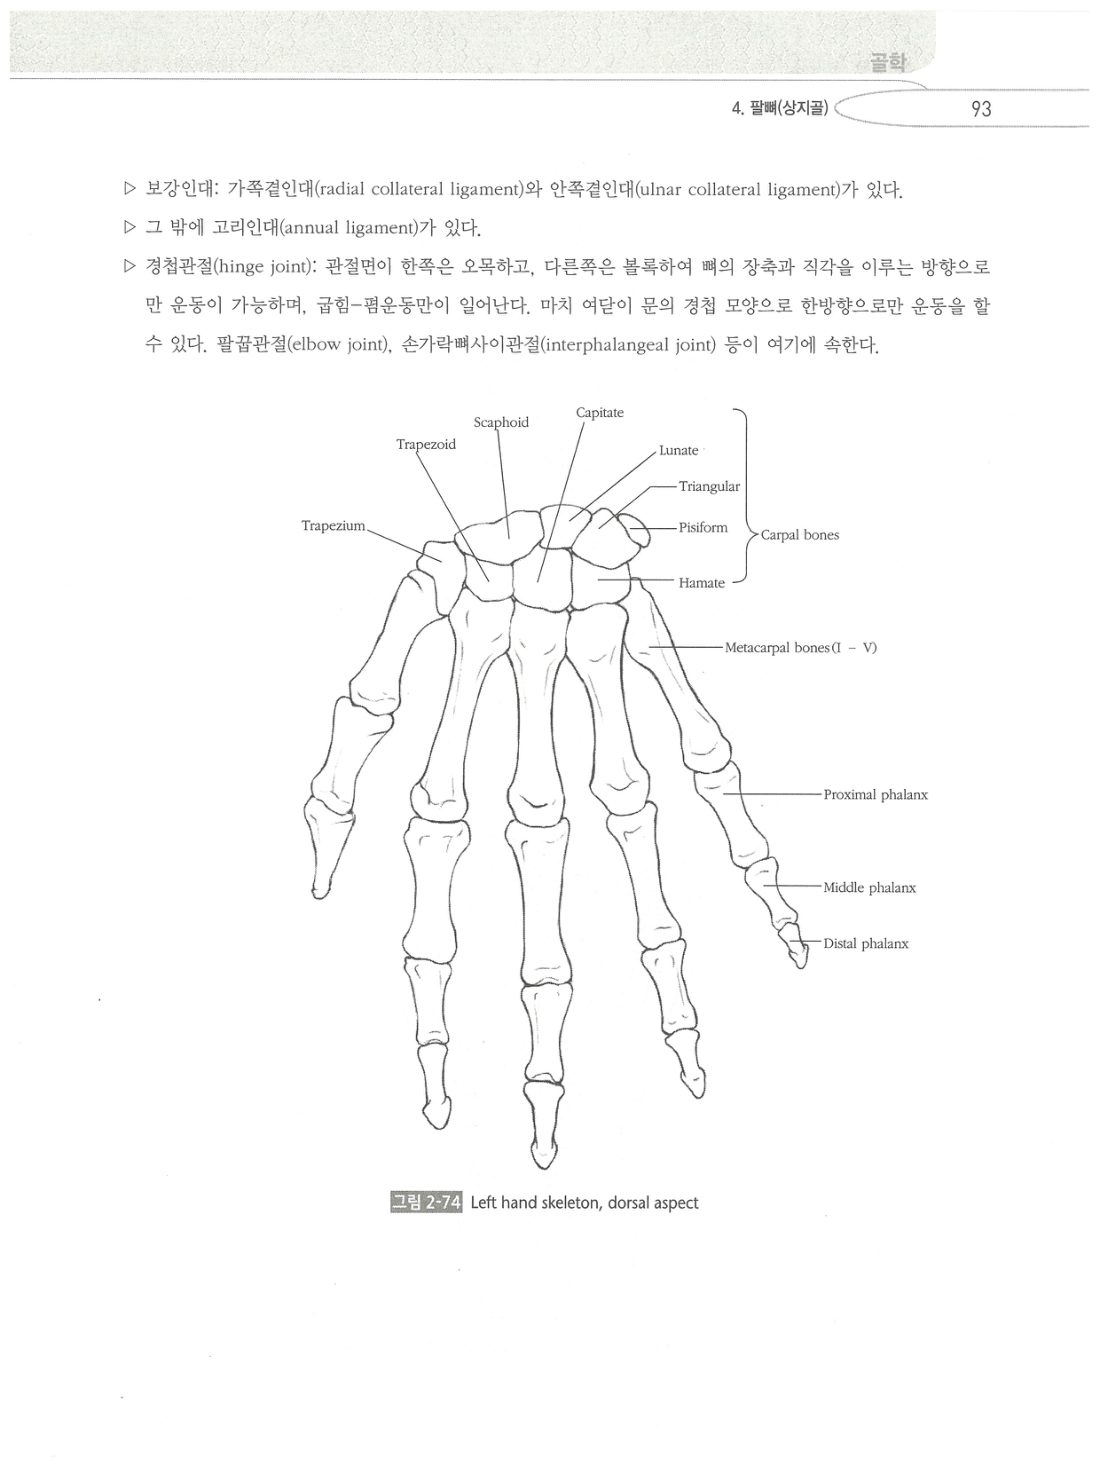 골학
4. 팔뼈(상지골)
93
▷ 보강인대: 가쪽곁인대(radial collateral ligament)와 안쪽곁인대(ulnar collateral ligament)가 있다.
▷ 그 밖에 고리인대(annual ligament)가 있다.
▷ 경첩관절(hinge joint): 관절면이 한쪽은 오목하고, 다른쪽은 볼록하여 뼈의 장축과 직각을 이루는 방향으로
만 운동이 가능하며, 굽힘-폄운동만이 일어난다. 마치 여닫이 문의 경첩 모양으로 한방향으로만 운동을 할
수 있다. 팔꿉관절(elbow joint), 손가락뼈사이관절(interphalangeal joint) 등이 여기에 속한다.
Capitate
Scaphoid
Trapezoid
Lunate
Triangular
Trapezium
Pisiform
Carpal bones
Hamate
Metacarpal bones(I - V)
Proximal phalanx
Middle phalanx
Distal phalanx
그림 2-74 Left hand skeleton, dorsal aspect